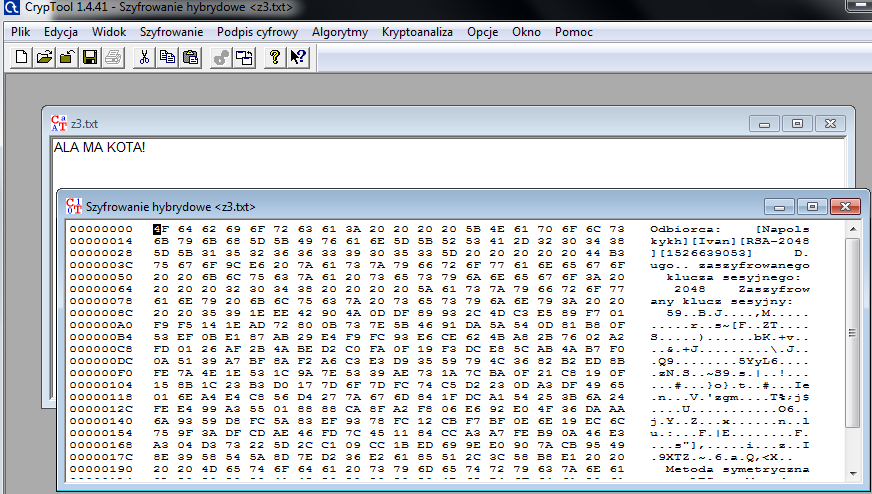 CrypTool 1.4.41 - Szyfrowanie hybrydowe <z3.txt>
Plik Edycja Widok Szyfrowanie Podpis cyfrowy Algorytmy Kryptoanaliza Opcje Okno Pomoc
z3.txt
ALA MA KOTA!
Szyfrowanie hybrydowe <z3.txt>
00000000 4F 64 62 69 6F 72 63 61 3A 20 20 20 20 5B 4E 61 70 6F 6C 73 Odbiorca:    [Napols
00000014 6B 79 6B 68 5D 5B 49 76 61 6E 5D 5B 52 53 41 2D 32 30 34 38 kykh][Ivan][RSA-2048
00000028 5D 5B 31 35 32 36 36 33 39 30 35 33 5D 20 20 20 20 20 44 B3 ][1526639053]     D.
0000003C 75 67 6F 9C E6 20 7A 61 73 7A 79 66 72 6F 77 61 6E 65 67 6F ugo.. zaszyfrowanego
00000050 20 20 6B 6C 75 63 7A 61 20 73 65 73 79 6A 6E 65 67 6F 3A 20   klucza sesyjnego:
00000064 20 20 20 32 30 34 38 20 20 20 20 5A 61 73 7A 79 66 72 6F 77    2048    Zaszyfrow
00000078 61 6E 79 20 6B 6C 75 63 7A 20 73 65 73 79 6A 6E 79 3A 20 20 any klucz sesyjny:
0000008C 20 20 35 39 1E EE 42 90 4A 0D DF 89 93 2C 4D C3 E5 89 F7 01   59..B.J....,M.....
000000A0 F9 F5 14 1E AD 72 80 0B 73 7E 5B 46 91 DA 5A 54 0D 81 B8 0F .....r..s~[F..ZT....
000000B4 53 EF 0B E1 87 AB 29 E4 F9 FC 93 E6 CE 62 4B A8 2B 76 02 A2 S.....)......bK.+v..
000000C8 FD 01 26 AF 2B 4A BE D2 C0 FA 0F 19 F3 DC E8 5C AB 4A B7 F0 ..&.+J.........\.J..
000000DC 0A 51 39 A7 BF 8A F2 A6 C3 E3 D9 35 59 79 4C 36 82 B2 ED 8B .Q9........5YyL6....
000000F0 FE 7A 4E 1E 53 1C 9A 7E 53 39 AE 73 1A 7C BA 0F 21 C8 19 0F .zN.S..~S9.s.|..!...
00000104 15 8B 1C 23 B3 D0 17 7D 6F 7D FC 74 C5 D2 23 0D A3 DF 49 65 ...#...}o}.t..#...Ie
00000118 01 6E A4 E4 C8 56 D4 27 7A 67 6D 84 1F DC A1 54 25 3B 6A 24 .n...V.'zgm....T%;j$
0000012C FE E4 99 A3 55 01 88 88 CA 8F A2 F8 06 E6 92 E0 4F 36 DA AA ....U...........O6..
00000140 6A 93 59 D8 FC 5A 83 EF 93 78 FC 12 CB F7 BF 0E 6E 19 EC 6C j.Y..Z...x......n..l
00000154 75 9F 3A DF CD AE 46 FD 7C 45 11 84 CC A3 A7 FE B9 0A 46 E3 u.:...F.|E........F.
00000168 A3 04 D3 73 22 5D 2C C1 09 CC 1B ED 69 9E E0 90 7A CB 95 49 ...s"],.....i...z..I
0000017C 8E 39 58 54 5A 8D 7E D2 36 E2 61 85 51 2C 3C 58 B8 E1 20 20 .9XTZ.~.6.a.Q,<X..
00000190 20 20 4D 65 74 6F 64 61 20 73 79 6D 65 74 72 79 63 7A 6E 61   Metoda symetryczna